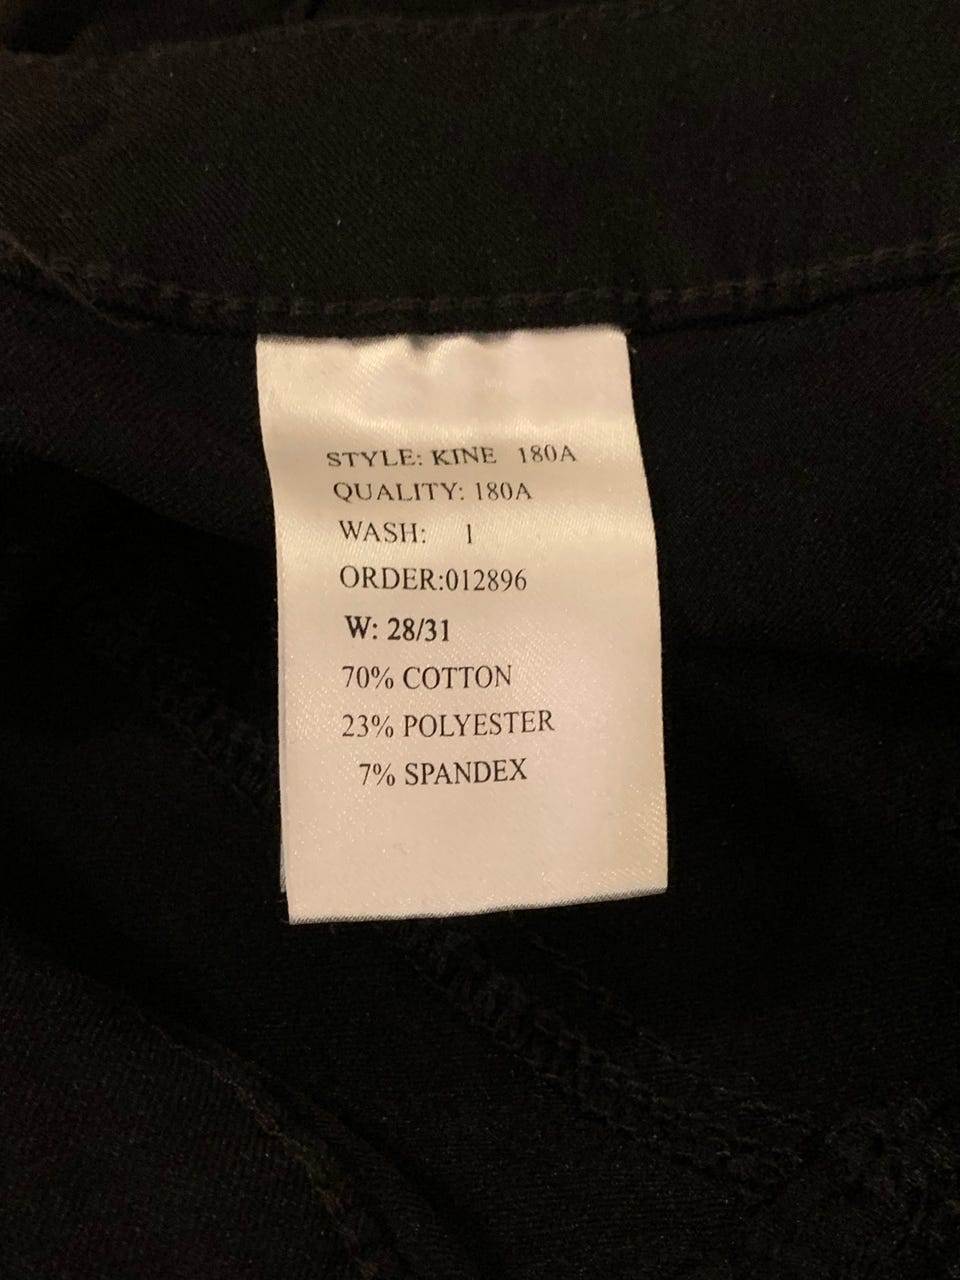 STYLE: KINE 180A
QUALITY: 180A
WASH: 1
ORDER:012896
W: 28/31
70% COTTON
23% POLYESTER
7% SPANDEX